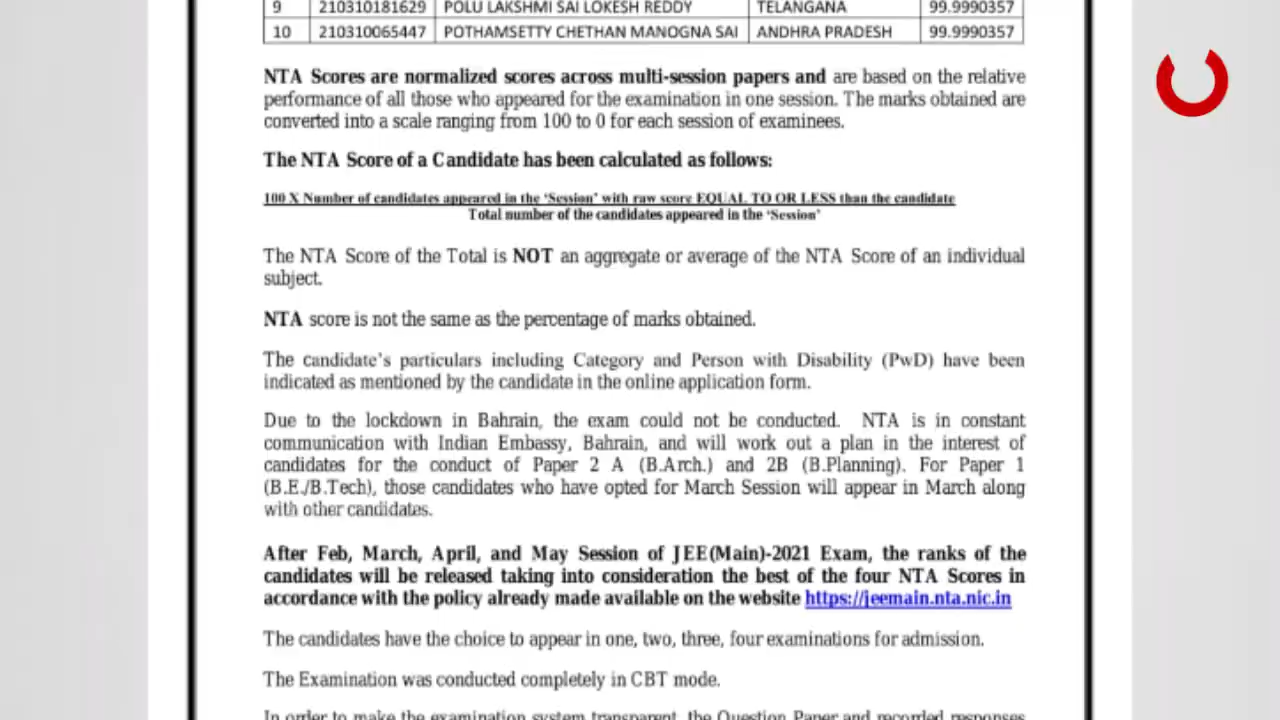 9 210310181629 POLU LAKSHMI SAI LOKESH REDDY TELANGANA 99.9990357
10 210310065447 POTHAMSETTY CHETHAN MANOGNA SAI ANDHRA PRADESH 99.9990357
NTA Scores are normalized scores across multi-session papers and are based on the relative
performance of all those who appeared for the examination in one session. The marks obtained are
converted into a scale ranging from 100 to 0 for each session of examinees.
The NTA Score of a Candidate has been calculated as follows:
100 X Number of candidates appeared in the ‘Session’ with raw score EQUAL TO OR LESS than the candidate
Total number of the candidates appeared in the ‘Session’
The NTA Score of the Total is NOT an aggregate or average of the NTA Score of an individual
subject.
NTA score is not the same as the percentage of marks obtained.
The candidate’s particulars including Category and Person with Disability (PwD) have been
indicated as mentioned by the candidate in the online application form.
Due to the lockdown in Bahrain, the exam could not be conducted. NTA is in constant
communication with Indian Embassy, Bahrain, and will work out a plan in the interest of
candidates for the conduct of Paper 2 A (B.Arch.) and 2B (B.Planning). For Paper 1
(B.E./B.Tech), those candidates who have opted for March Session will appear in March along
with other candidates.
After Feb, March, April, and May Session of JEE(Main)-2021 Exam, the ranks of the
candidates will be released taking into consideration the best of the four NTA Scores in
accordance with the policy already made available on the website https://jeemain.nta.nic.in
The candidates have the choice to appear in one, two, three, four examinations for admission.
The Examination was conducted completely in CBT mode.
In order to make the examination system transparent, the Question Paper and recorded responses